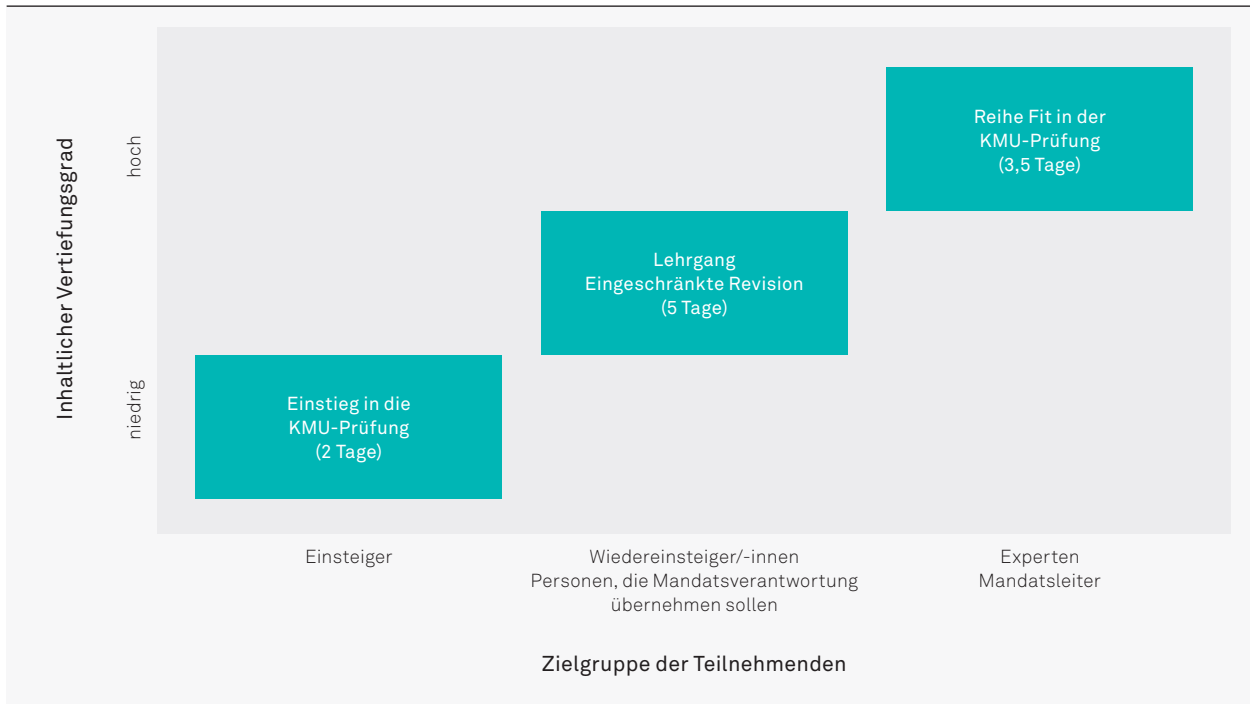 Inhaltlicher Vertiefungsgrad
hoch
niedrig
Reihe Fit in der
KMU-Prüfung
(3,5 Tage)
Lehrgang
Eingeschränkte Revision
(5 Tage)
Einstieg in die
KMU-Prüfung
(2 Tage)
Einsteiger
Wiedereinsteiger/-innen
Personen, die Mandatsverantwortung
übernehmen sollen
Experten
Mandatsleiter
Zielgruppe der Teilnehmenden